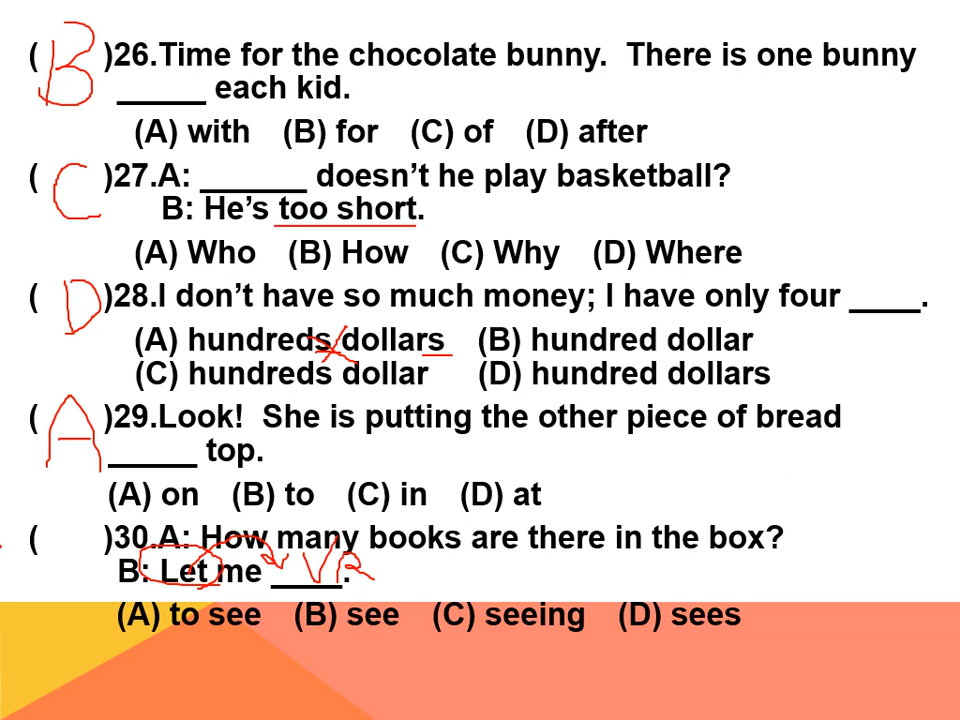 ( B )26.Time for the chocolate bunny. There is one bunny
_____ each kid.
(A) with (B) for (C) of (D) after
( C )27.A: ______ doesn't he play basketball?
B: He's too short.
(A) Who (B) How (C) Why (D) Where
( D )28.I don't have so much money; I have only four ____.
(A) hundreds dollars (B) hundred dollar
(C) hundreds dollar (D) hundred dollars
( A )29.Look! She is putting the other piece of bread
_____ top.
(A) on (B) to (C) in (D) at
( )30.A: How many books are there in the box?
B: Let me ____. VR
(A) to see (B) see (C) seeing (D) sees